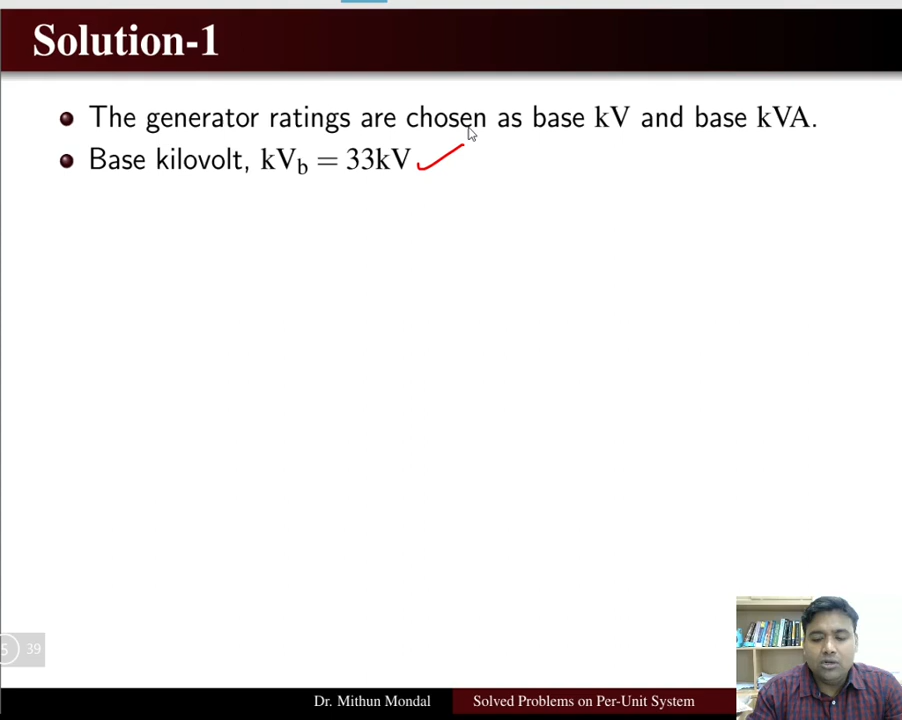 Solution-1
The generator ratings are chosen as base kV and base kVA.
Base kilovolt, kV_b = 33kV
5 39
Dr. Mithun Mondal Solved Problems on Per-Unit System